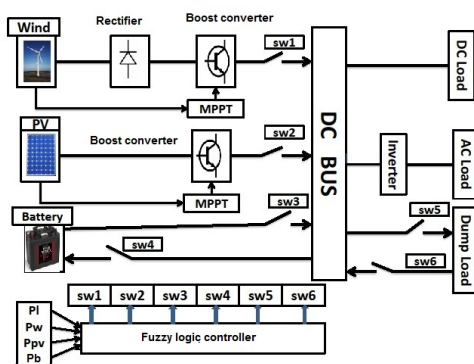 Wind
Rectifier
Boost converter
sw1
MPPT
DC BUS
DC Load
PV
Boost converter
sw2
MPPT
Inverter
AC Load
Battery
sw3
sw4
sw5
sw6
Dump Load
sw1 sw2 sw3 sw4 sw5 sw6
Pl
Pw
Ppv
Pb
Fuzzy logic controller